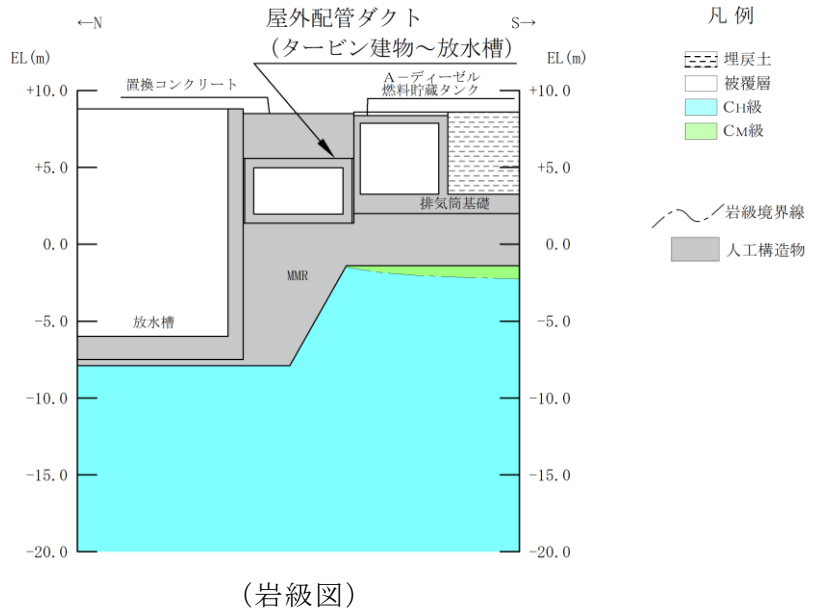 屋外配管ダクト
(タービン建物～放水槽)
←N
S→
EL(m)
EL(m)
置換コンクリート
A－ディーゼル
燃料貯蔵タンク
+10.0
+5.0
0.0
-5.0
-10.0
-15.0
-20.0
+10.0
+5.0
0.0
-5.0
-10.0
-15.0
-20.0
排気筒基礎
MMR
放水槽
(岩級図)
凡 例
埋戻土
被覆層
CH級
CM級
岩級境界線
人工構造物